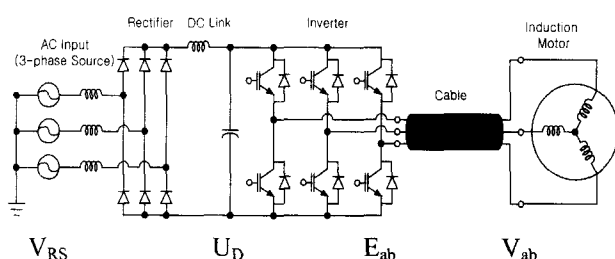 AC Input
(3-phase Source)
Rectifier
DC Link
Inverter
Cable
Induction
Motor
V_RS
U_D
E_ab
V_ab